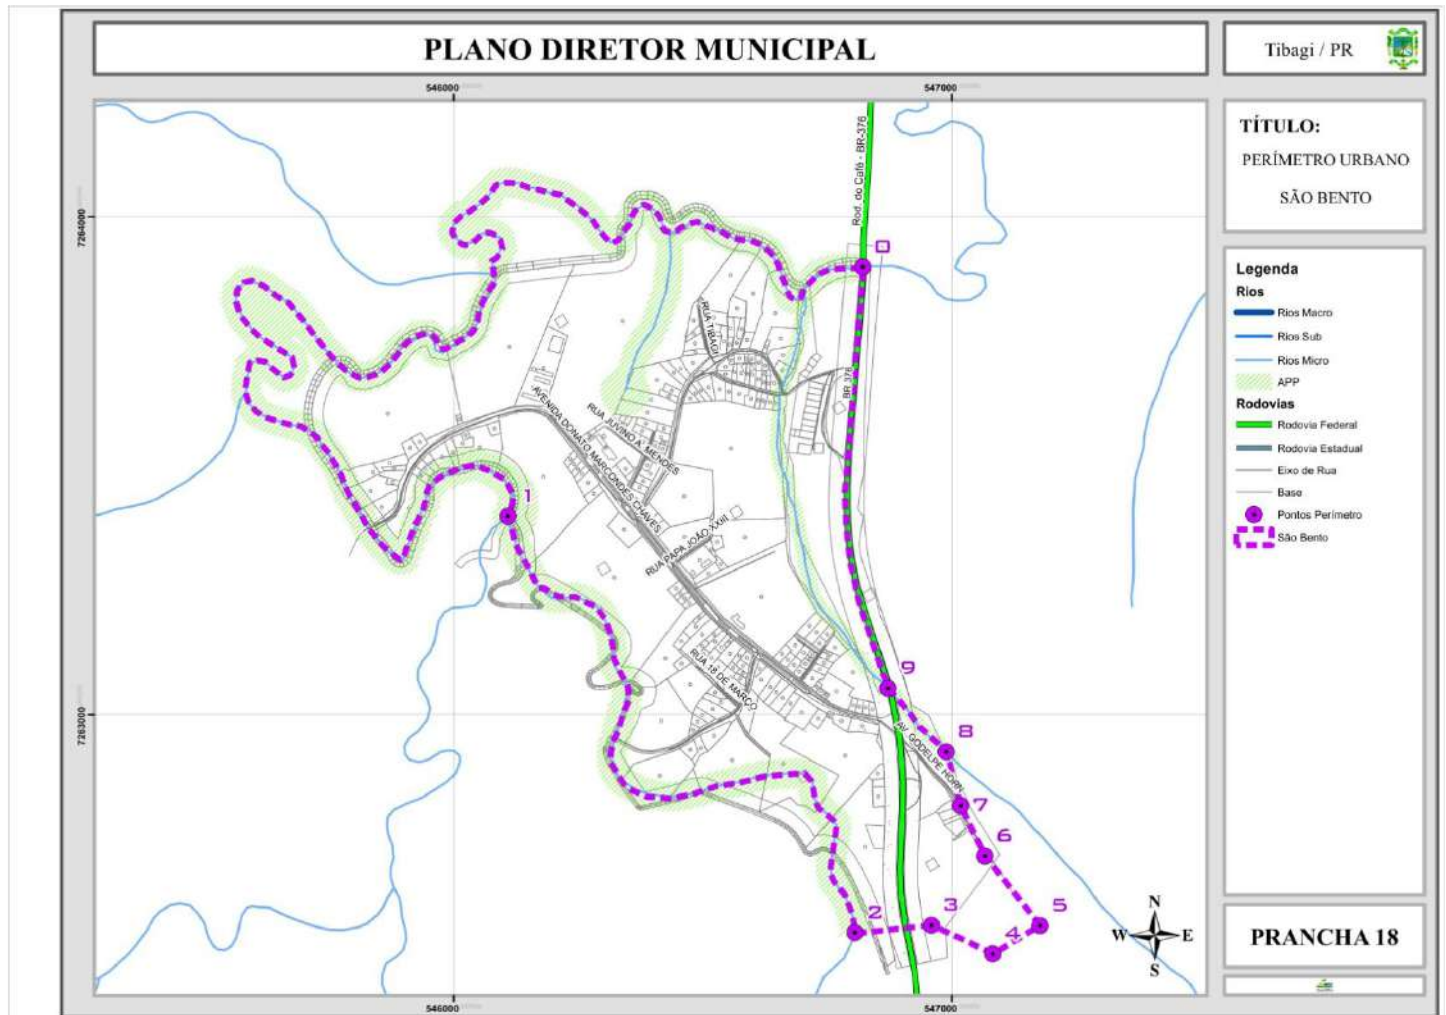 PLANO DIRETOR MUNICIPAL
Tibagi / PR
TÍTULO:
PERÍMETRO URBANO
SÃO BENTO
Legenda
Rios
Rios Macro
Rios Sub
Rios Micro
APP
Rodovias
Rodovia Federal
Rodovia Estadual
Eixo de Rua
Base
Pontos Perímetro
São Bento
PRANCHA 18
546000
547000
7264000
7263000
Rod. do Café - BR-376
0
RUA TIBAGI
BR 376
AVENIDA DONATO MARCONDES CHAVES
RUA JUVINO A. MENDES
1
RUA PAPA JOÃO XXIII
RUA 18 DE MARÇO
9
8
AV. GODELPE HORN
7
6
5
4
3
2
N
W
E
S
546000
547000